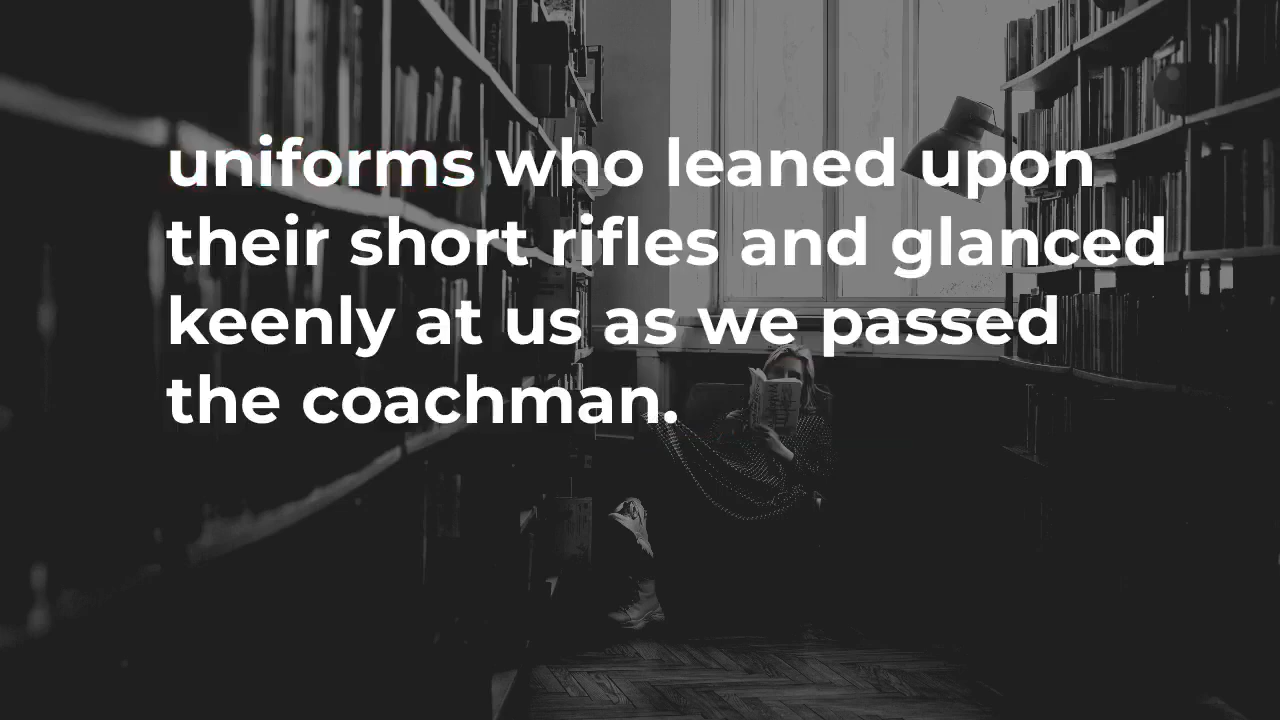 uniforms who leaned upon
their short rifles and glanced
keenly at us as we passed
the coachman.